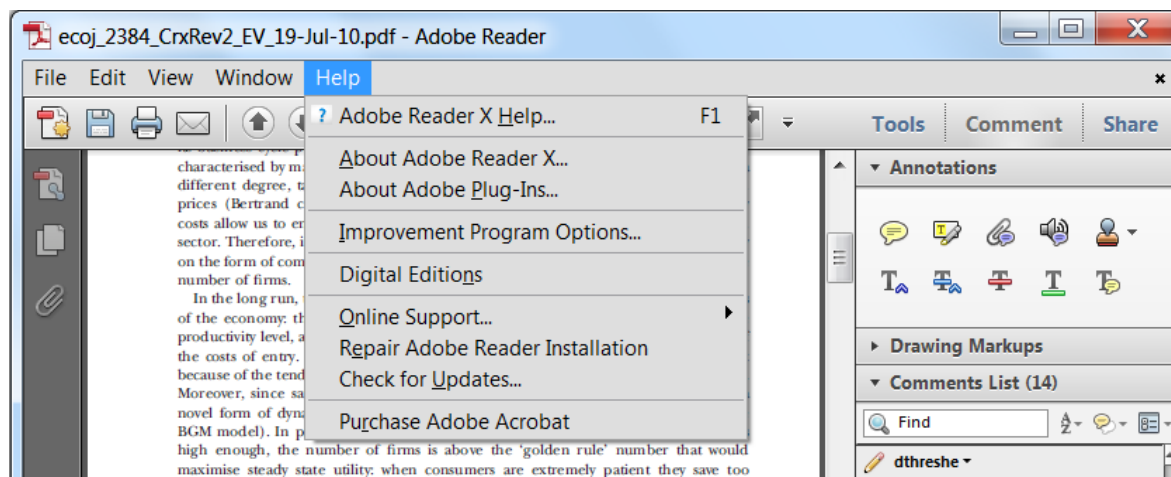 ecoj_2384_CrxRev2_EV_19-Jul-10.pdf - Adobe Reader
File Edit View Window Help
Tools Comment Share
? Adobe Reader X Help... F1
About Adobe Reader X...
About Adobe Plug-Ins...
Improvement Program Options...
Digital Editions
Online Support...
Repair Adobe Reader Installation
Check for Updates...
Purchase Adobe Acrobat
characterised by
different degree,
prices (Bertrand
costs allow us to
sector. Therefore,
on the form of
number of firms.
In the long run,
of the economy:
productivity level,
the costs of entry.
because of the
Moreover, since
novel form of
BGM model). In
high enough, the number of firms is above the ‘golden rule’ number that would
maximise steady state utility: when consumers are extremely patient they save too
Annotations
T T T T T
Drawing Markups
Comments List (14)
Find
dthreshe